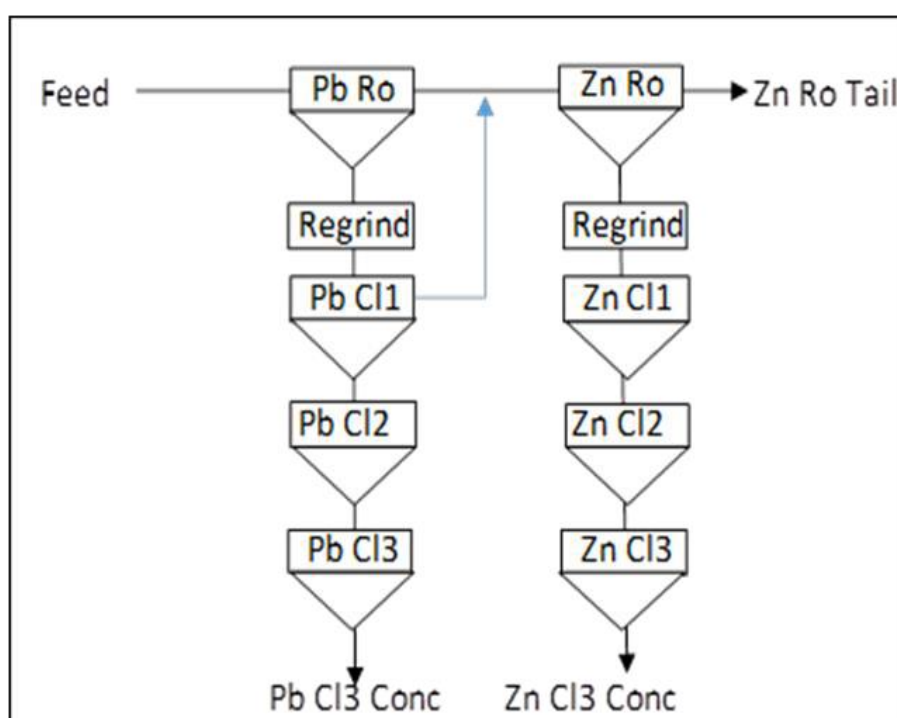 Feed
Pb Ro
Zn Ro
Zn Ro Tail
Regrind
Regrind
Pb Cl1
Zn Cl1
Pb Cl2
Zn Cl2
Pb Cl3
Zn Cl3
Pb Cl3 Conc
Zn Cl3 Conc